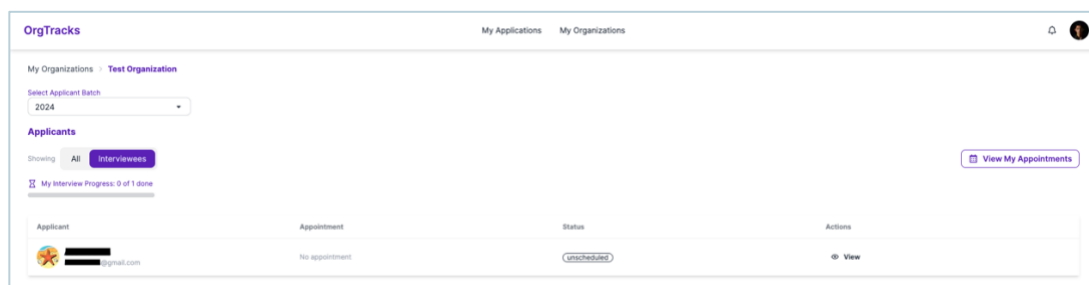 OrgTracks My Applications My Organizations
My Organizations > Test Organization
Select Applicant Batch
2024
Applicants
Showing All Interviewees View My Appointments
My Interview Progress: 0 of 1 done
Applicant Appointment Status Actions
@gmail.com No appointment unscheduled View